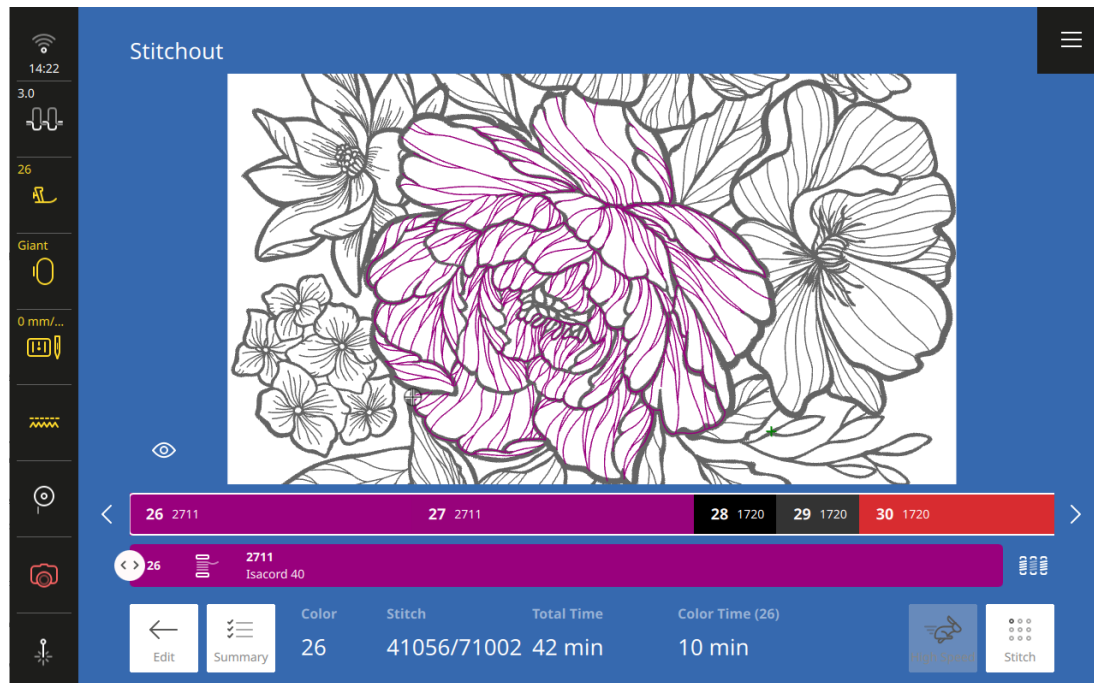 Stitchout
14:22
3.0
26
Giant
0 mm/...
26 2711
27 2711
28 1720
29 1720
30 1720
26
2711
Isacord 40
Edit
Summary
Color
26
Stitch
41056/71002
Total Time
42 min
Color Time (26)
10 min
Stitch